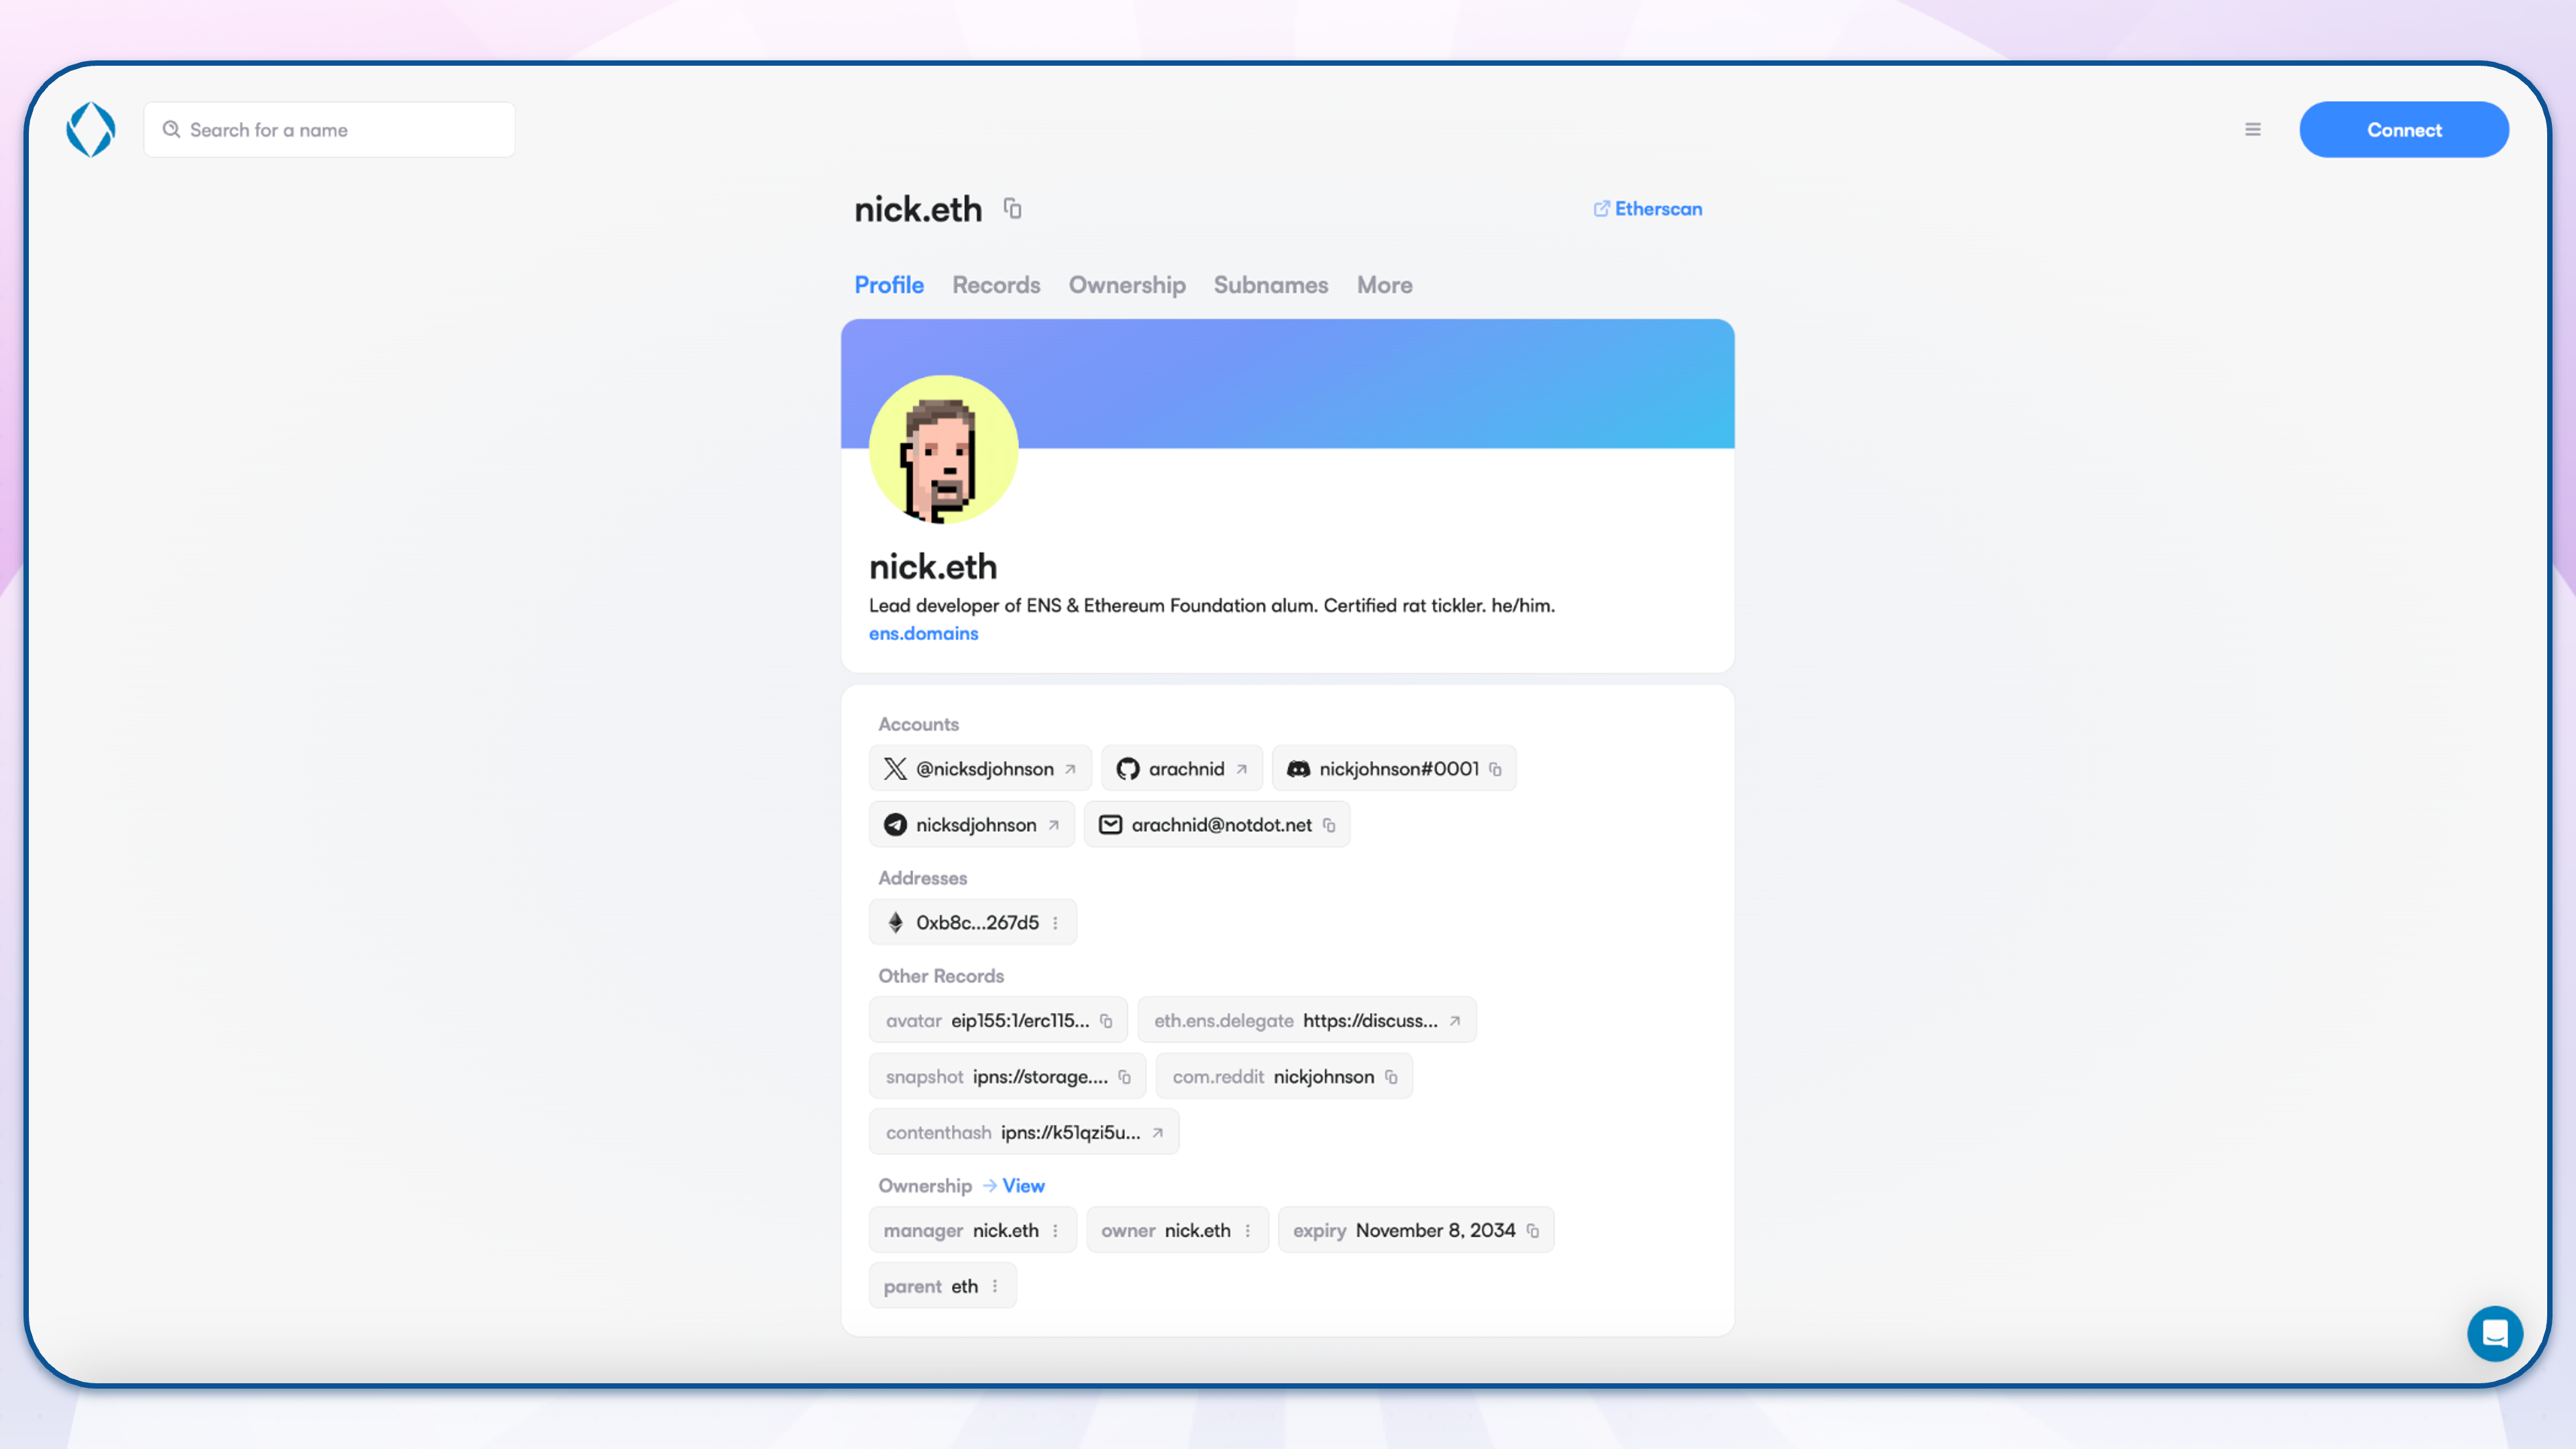 Search for a name
Connect
nick.eth
Etherscan
Profile Records Ownership Subnames More
nick.eth
Lead developer of ENS & Ethereum Foundation alum. Certified rat tickler. he/him.
ens.domains
Accounts
@nicksdjohnson arachnid nickjohnson#0001
nicksdjohnson arachnid@notdot.net
Addresses
0xb8c...267d5
Other Records
avatar eip155:1/erc115... eth.ens.delegate https://discuss...
snapshot ipns://storage.... com.reddit nickjohnson
contenthash ipns://k51qzi5u...
Ownership → View
manager nick.eth owner nick.eth expiry November 8, 2034
parent eth